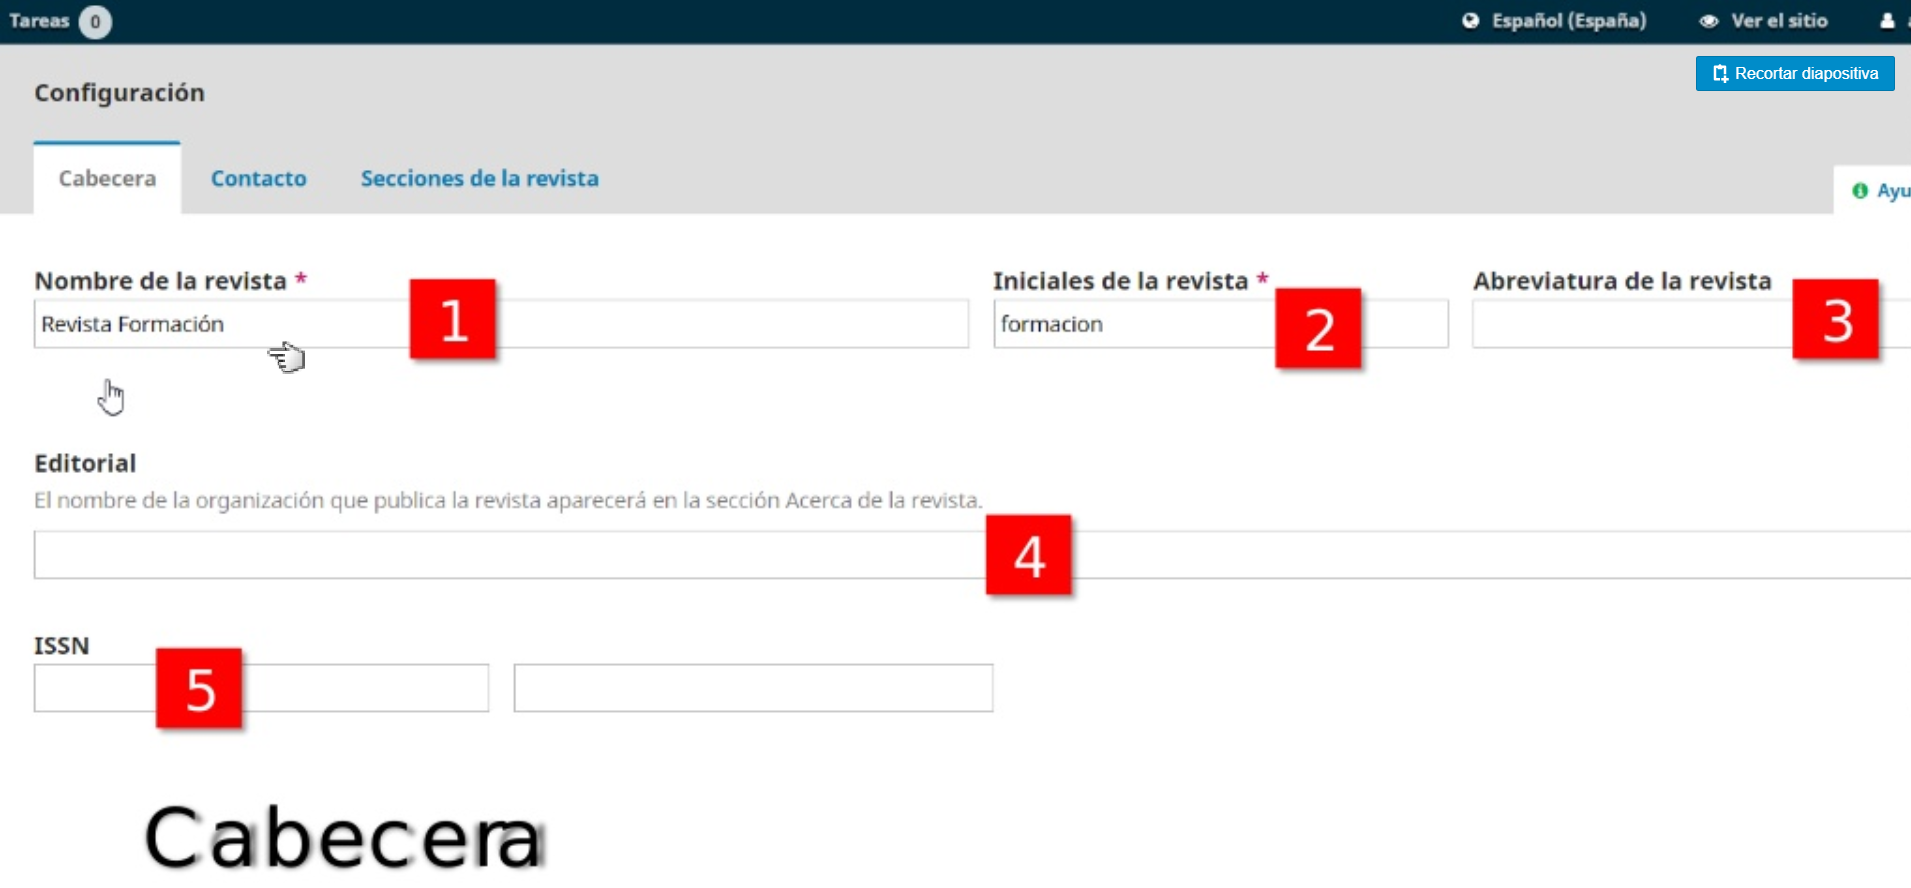 Tareas 0 Español (España) Ver el sitio
Recortar diapositiva
Configuración
Cabecera Contacto Secciones de la revista
Ayu
Nombre de la revista * Iniciales de la revista * Abreviatura de la revista
Revista Formación 1 formacion 2 3
Editorial
El nombre de la organización que publica la revista aparecerá en la sección Acerca de la revista.
4
ISSN
5
Cabecera